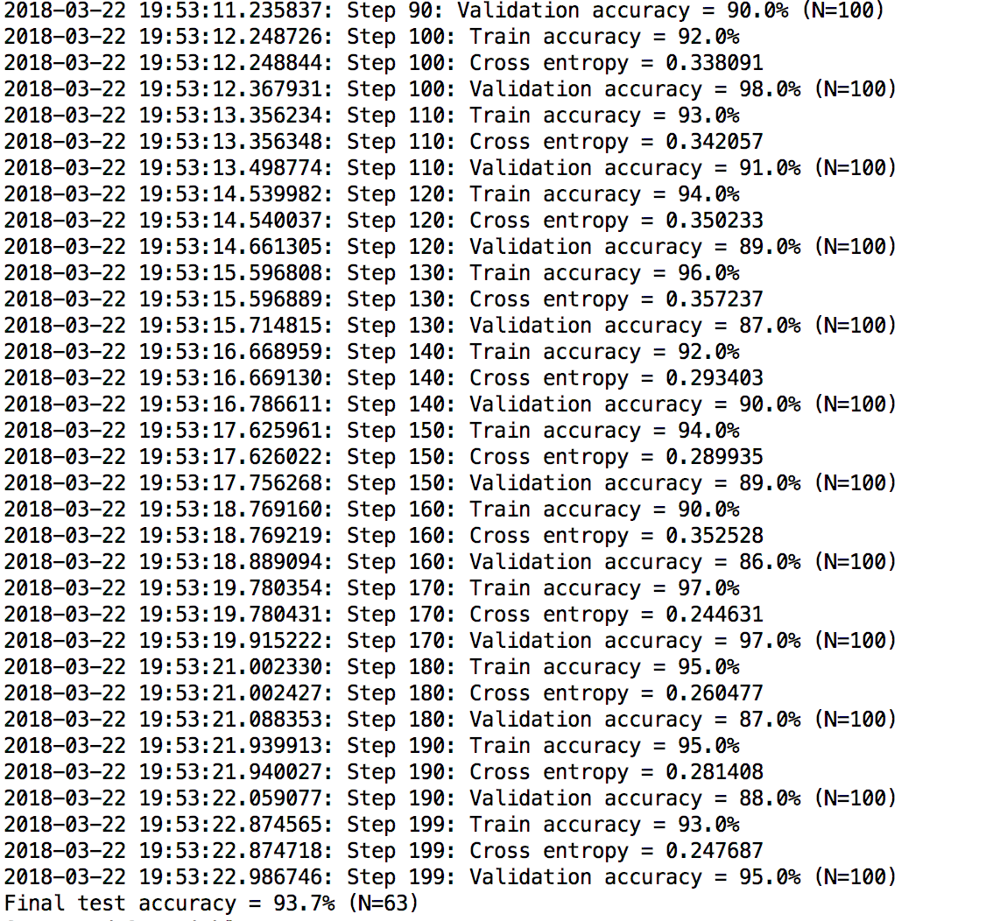 2018-03-22 19:53:11.235837: Step 90: Validation accuracy = 90.0% (N=100)
2018-03-22 19:53:12.248726: Step 100: Train accuracy = 92.0%
2018-03-22 19:53:12.248844: Step 100: Cross entropy = 0.338091
2018-03-22 19:53:12.367931: Step 100: Validation accuracy = 98.0% (N=100)
2018-03-22 19:53:13.356234: Step 110: Train accuracy = 93.0%
2018-03-22 19:53:13.356348: Step 110: Cross entropy = 0.342057
2018-03-22 19:53:13.498774: Step 110: Validation accuracy = 91.0% (N=100)
2018-03-22 19:53:14.539982: Step 120: Train accuracy = 94.0%
2018-03-22 19:53:14.540037: Step 120: Cross entropy = 0.350233
2018-03-22 19:53:14.661305: Step 120: Validation accuracy = 89.0% (N=100)
2018-03-22 19:53:15.596808: Step 130: Train accuracy = 96.0%
2018-03-22 19:53:15.596889: Step 130: Cross entropy = 0.357237
2018-03-22 19:53:15.714815: Step 130: Validation accuracy = 87.0% (N=100)
2018-03-22 19:53:16.668959: Step 140: Train accuracy = 92.0%
2018-03-22 19:53:16.669130: Step 140: Cross entropy = 0.293403
2018-03-22 19:53:16.786611: Step 140: Validation accuracy = 90.0% (N=100)
2018-03-22 19:53:17.625961: Step 150: Train accuracy = 94.0%
2018-03-22 19:53:17.626022: Step 150: Cross entropy = 0.289935
2018-03-22 19:53:17.756268: Step 150: Validation accuracy = 89.0% (N=100)
2018-03-22 19:53:18.769160: Step 160: Train accuracy = 90.0%
2018-03-22 19:53:18.769219: Step 160: Cross entropy = 0.352528
2018-03-22 19:53:18.889094: Step 160: Validation accuracy = 86.0% (N=100)
2018-03-22 19:53:19.780354: Step 170: Train accuracy = 97.0%
2018-03-22 19:53:19.780431: Step 170: Cross entropy = 0.244631
2018-03-22 19:53:19.915222: Step 170: Validation accuracy = 97.0% (N=100)
2018-03-22 19:53:21.002330: Step 180: Train accuracy = 95.0%
2018-03-22 19:53:21.002427: Step 180: Cross entropy = 0.260477
2018-03-22 19:53:21.088353: Step 180: Validation accuracy = 87.0% (N=100)
2018-03-22 19:53:21.939913: Step 190: Train accuracy = 95.0%
2018-03-22 19:53:21.940027: Step 190: Cross entropy = 0.281408
2018-03-22 19:53:22.059077: Step 190: Validation accuracy = 88.0% (N=100)
2018-03-22 19:53:22.874565: Step 199: Train accuracy = 93.0%
2018-03-22 19:53:22.874718: Step 199: Cross entropy = 0.247687
2018-03-22 19:53:22.986746: Step 199: Validation accuracy = 95.0% (N=100)
Final test accuracy = 93.7% (N=63)